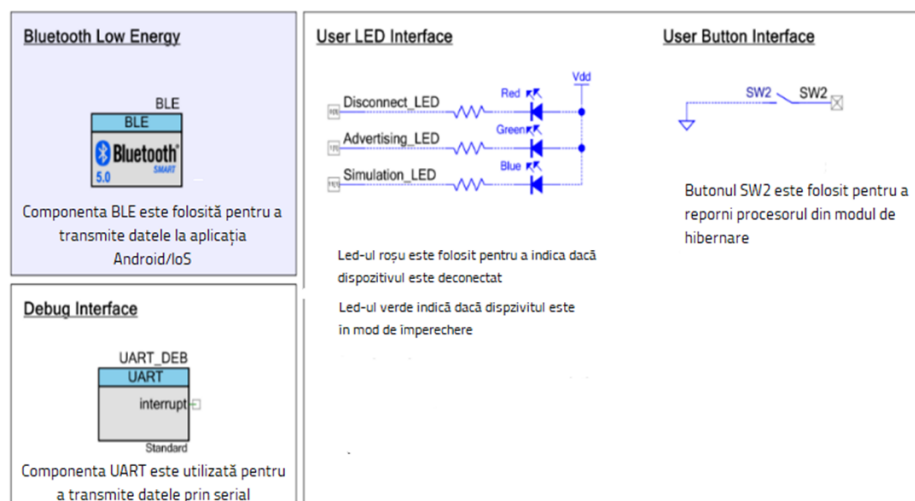 Bluetooth Low Energy
BLE
BLE
Bluetooth
SMART
5.0
Componenta BLE este folosită pentru a
transmite datele la aplicația
Android/IoS
Debug Interface
UART_DEB
UART
interrupt
Standard
Componenta UART este utilizată pentru
a transmite datele prin serial
User LED Interface
Vdd
Disconnect_LED
Red
Advertising_LED
Green
Simulation_LED
Blue
Led-ul roșu este folosit pentru a indica dacă
dispozitivul este deconectat
Led-ul verde indică dacă dispzivitul este
in mod de împerechere
User Button Interface
SW2 SW2
Butonul SW2 este folosit pentru a
reporni procesorul din modul de
hibernare